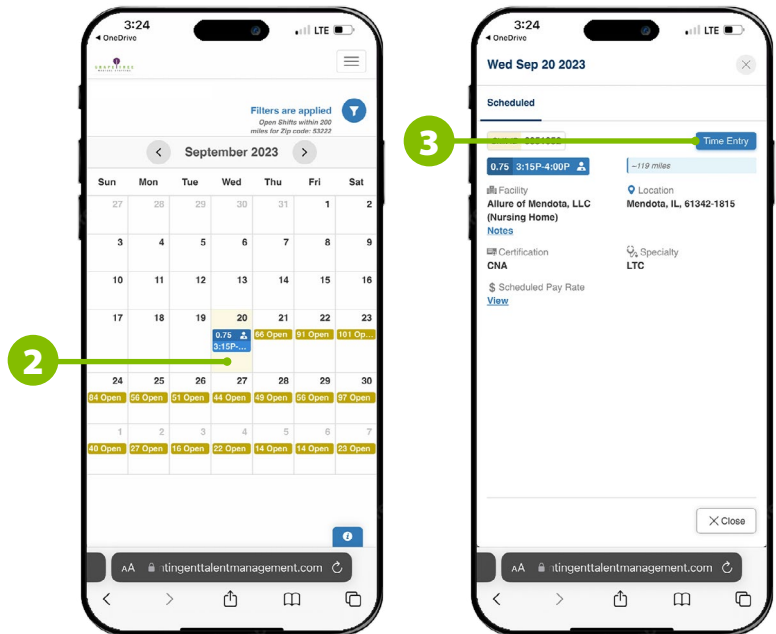 3:24
◄ OneDrive
LTE
Filters are applied
Open Shifts within 200
miles for Zip code: 53222
September 2023
Sun Mon Tue Wed Thu Fri Sat
27 28 29 30 31 1 2
3 4 5 6 7 8 9
10 11 12 13 14 15 16
17 18 19 20 21 22 23
0.75 66 Open 91 Open 101 Op...
3:15P-...
24 25 26 27 28 29 30
84 Open 56 Open 51 Open 44 Open 49 Open 56 Open 97 Open
1 2 3 4 5 6 7
40 Open 27 Open 16 Open 22 Open 14 Open 14 Open 23 Open
AA ntingenttalentmanagement.com
2
3:24
◄ OneDrive
LTE
Wed Sep 20 2023
Scheduled
3
Time Entry
0.75 3:15P-4:00P
~119 miles
Facility
Location
Allure of Mendota, LLC
(Nursing Home)
Mendota, IL, 61342-1815
Notes
Certification
Specialty
CNA
LTC
$ Scheduled Pay Rate
View
Close
AA ntingenttalentmanagement.com